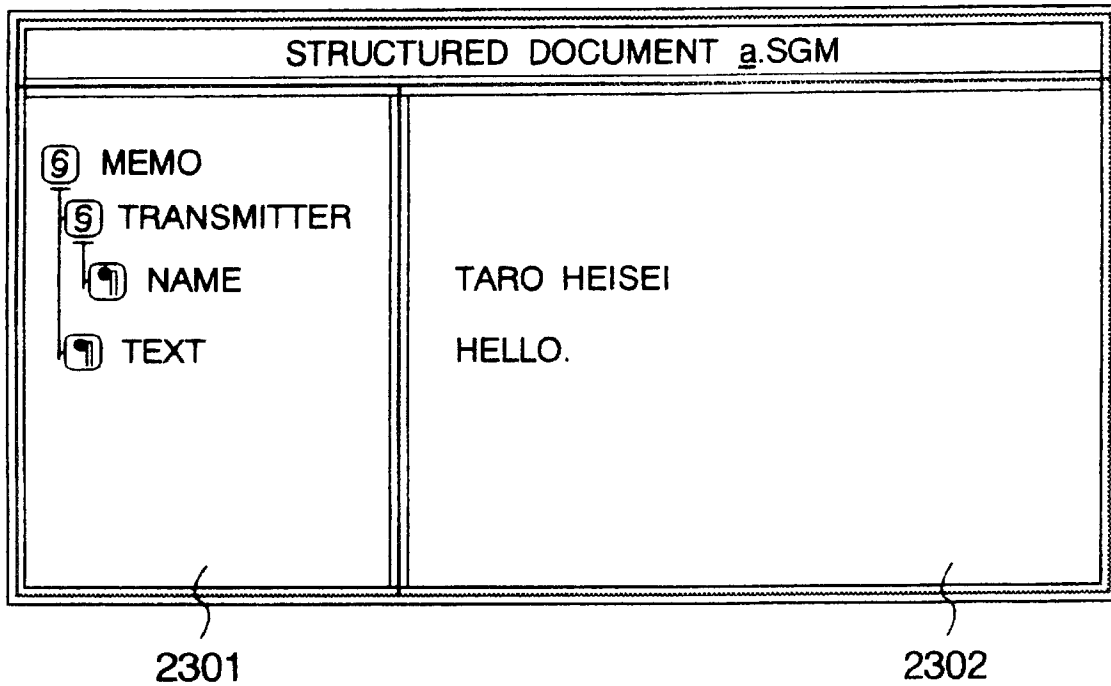 STRUCTURED DOCUMENT a.SGM
§ MEMO
§ TRANSMITTER
¶ NAME TARO HEISEI
¶ TEXT HELLO.
2301 2302